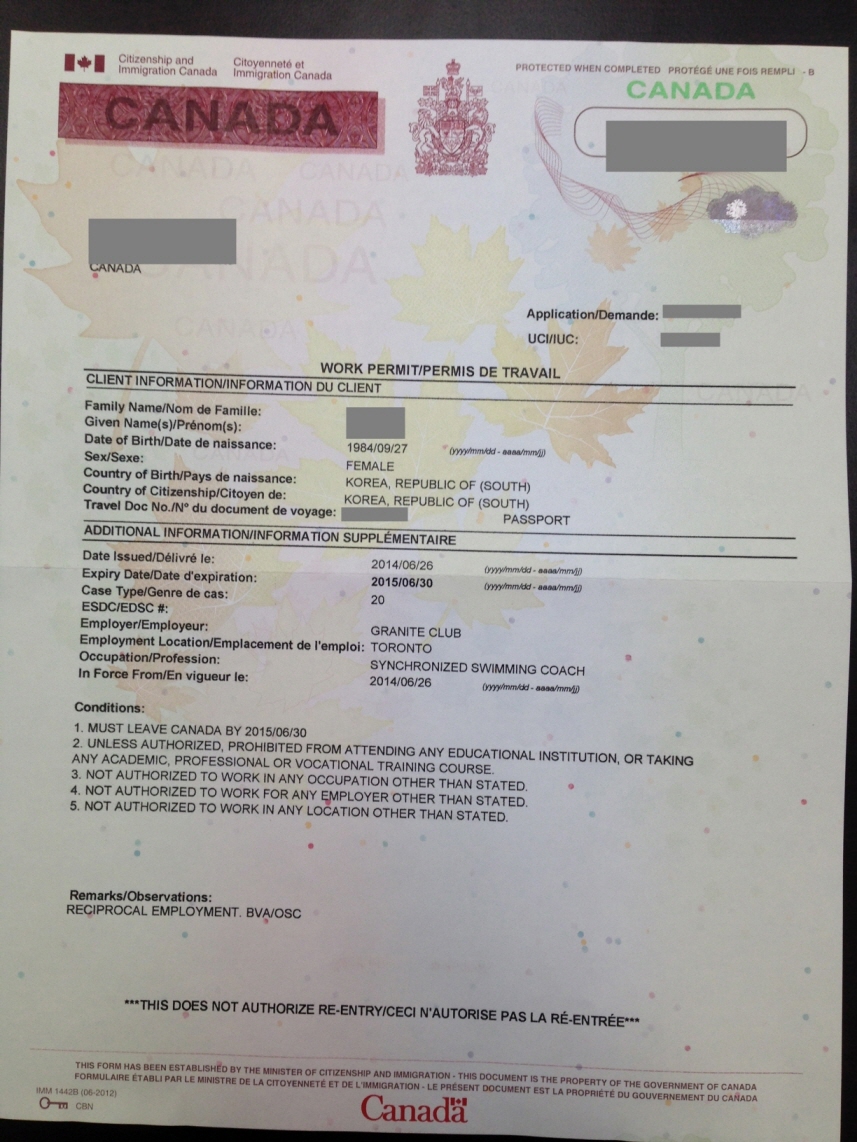 Citizenship and Immigration Canada
Citoyenneté et Immigration Canada
PROTECTED WHEN COMPLETED PROTÉGÉ UNE FOIS REMPLI - B
CANADA
CANADA
CANADA
Application/Demande:
UCI/IUC:
WORK PERMIT/PERMIS DE TRAVAIL
CLIENT INFORMATION/INFORMATION DU CLIENT
Family Name/Nom de Famille:
Given Name(s)/Prénom(s):
Date of Birth/Date de naissance: 1984/09/27 (yyyy/mm/dd - aaaa/mm/jj)
Sex/Sexe: FEMALE
Country of Birth/Pays de naissance: KOREA, REPUBLIC OF (SOUTH)
Country of Citizenship/Citoyen de: KOREA, REPUBLIC OF (SOUTH)
Travel Doc No./N° du document de voyage: PASSPORT
ADDITIONAL INFORMATION/INFORMATION SUPPLÉMENTAIRE
Date Issued/Délivré le: 2014/06/26 (yyyy/mm/dd - aaaa/mm/jj)
Expiry Date/Date d'expiration: 2015/06/30 (yyyy/mm/dd - aaaa/mm/jj)
Case Type/Genre de cas: 20
ESDC/EDSC #:
Employer/Employeur: GRANITE CLUB
Employment Location/Emplacement de l'emploi: TORONTO
Occupation/Profession: SYNCHRONIZED SWIMMING COACH
In Force From/En vigueur le: 2014/06/26 (yyyy/mm/dd - aaaa/mm/jj)
Conditions:
1. MUST LEAVE CANADA BY 2015/06/30
2. UNLESS AUTHORIZED, PROHIBITED FROM ATTENDING ANY EDUCATIONAL INSTITUTION, OR TAKING
ANY ACADEMIC, PROFESSIONAL OR VOCATIONAL TRAINING COURSE.
3. NOT AUTHORIZED TO WORK IN ANY OCCUPATION OTHER THAN STATED.
4. NOT AUTHORIZED TO WORK FOR ANY EMPLOYER OTHER THAN STATED.
5. NOT AUTHORIZED TO WORK IN ANY LOCATION OTHER THAN STATED.
Remarks/Observations:
RECIPROCAL EMPLOYMENT. BVA/OSC
***THIS DOES NOT AUTHORIZE RE-ENTRY/CECI N'AUTORISE PAS LA RÉ-ENTRÉE***
THIS FORM HAS BEEN ESTABLISHED BY THE MINISTER OF CITIZENSHIP AND IMMIGRATION - THIS DOCUMENT IS THE PROPERTY OF THE GOVERNMENT OF CANADA
FORMULAIRE ÉTABLI PAR LE MINISTRE DE LA CITOYENNETÉ ET DE L'IMMIGRATION - LE PRÉSENT DOCUMENT EST LA PROPRIÉTÉ DU GOUVERNEMENT DU CANADA
IMM 1442B (06-2012)
CBN
Canada